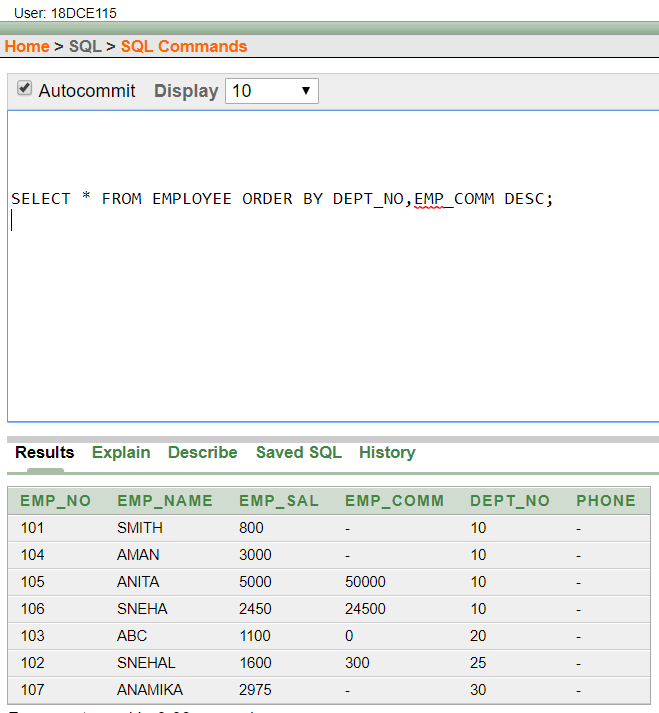 User: 18DCE115
Home > SQL > SQL Commands
Autocommit Display 10
SELECT * FROM EMPLOYEE ORDER BY DEPT_NO,EMP_COMM DESC;
Results Explain Describe Saved SQL History
EMP_NO EMP_NAME EMP_SAL EMP_COMM DEPT_NO PHONE
101 SMITH 800 - 10 -
104 AMAN 3000 - 10 -
105 ANITA 5000 50000 10 -
106 SNEHA 2450 24500 10 -
103 ABC 1100 0 20 -
102 SNEHAL 1600 300 25 -
107 ANAMIKA 2975 - 30 -